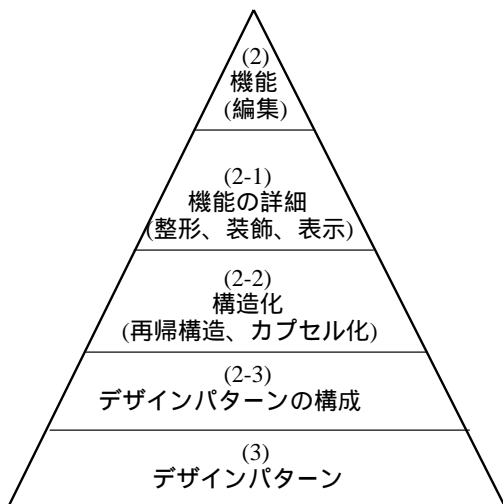 (2)
機能
(編集)
(2-1)
機能の詳細
(整形、装飾、表示)
(2-2)
構造化
(再帰構造、カプセル化)
(2-3)
デザインパターンの構成
(3)
デザインパターン